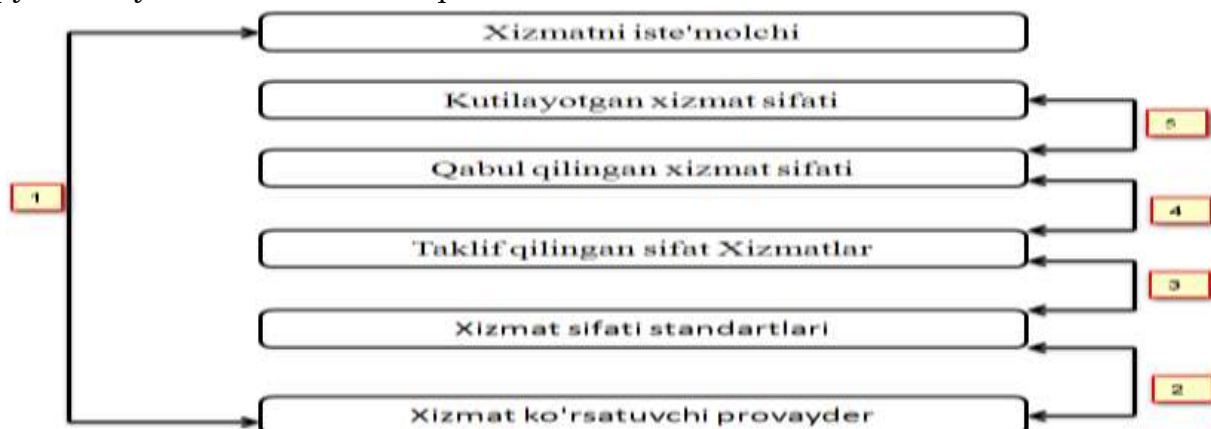 Xizmatni iste'molchi
Kutilayotgan xizmat sifati
5
Qabul qilingan xizmat sifati
1
4
Taklif qilingan sifat Xizmatlar
3
Xizmat sifati standartlari
2
Xizmat ko'rsatuvchi provayder